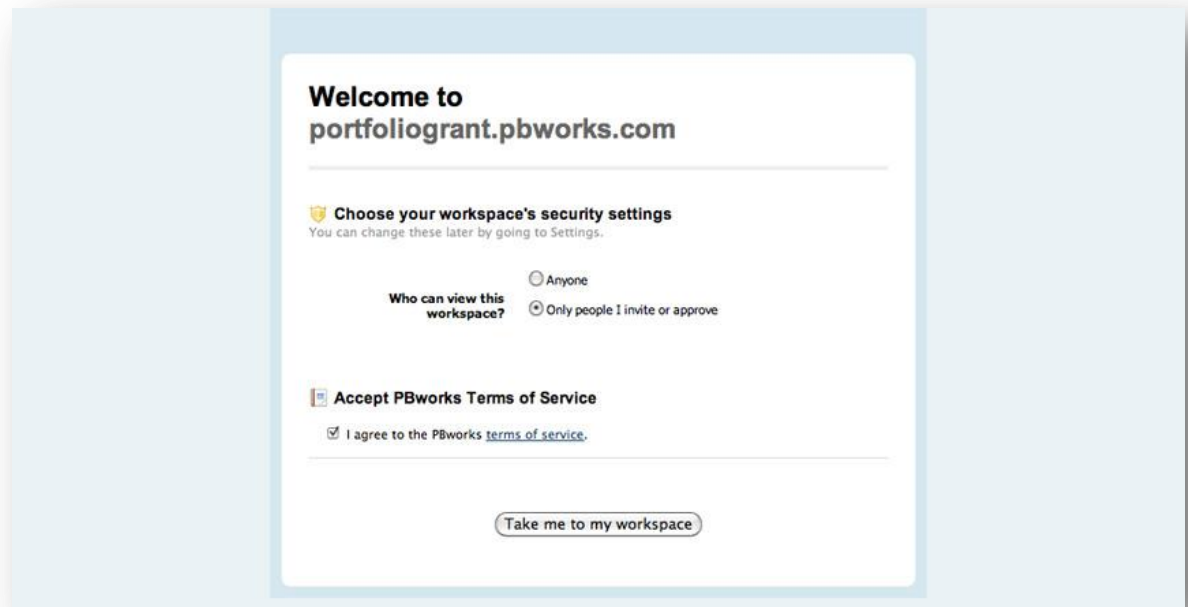 Welcome to
portfoliogrant.pbworks.com
Choose your workspace's security settings
You can change these later by going to Settings.
Who can view this
workspace?
Anyone
Only people I invite or approve
Accept PBworks Terms of Service
I agree to the PBworks terms of service.
Take me to my workspace